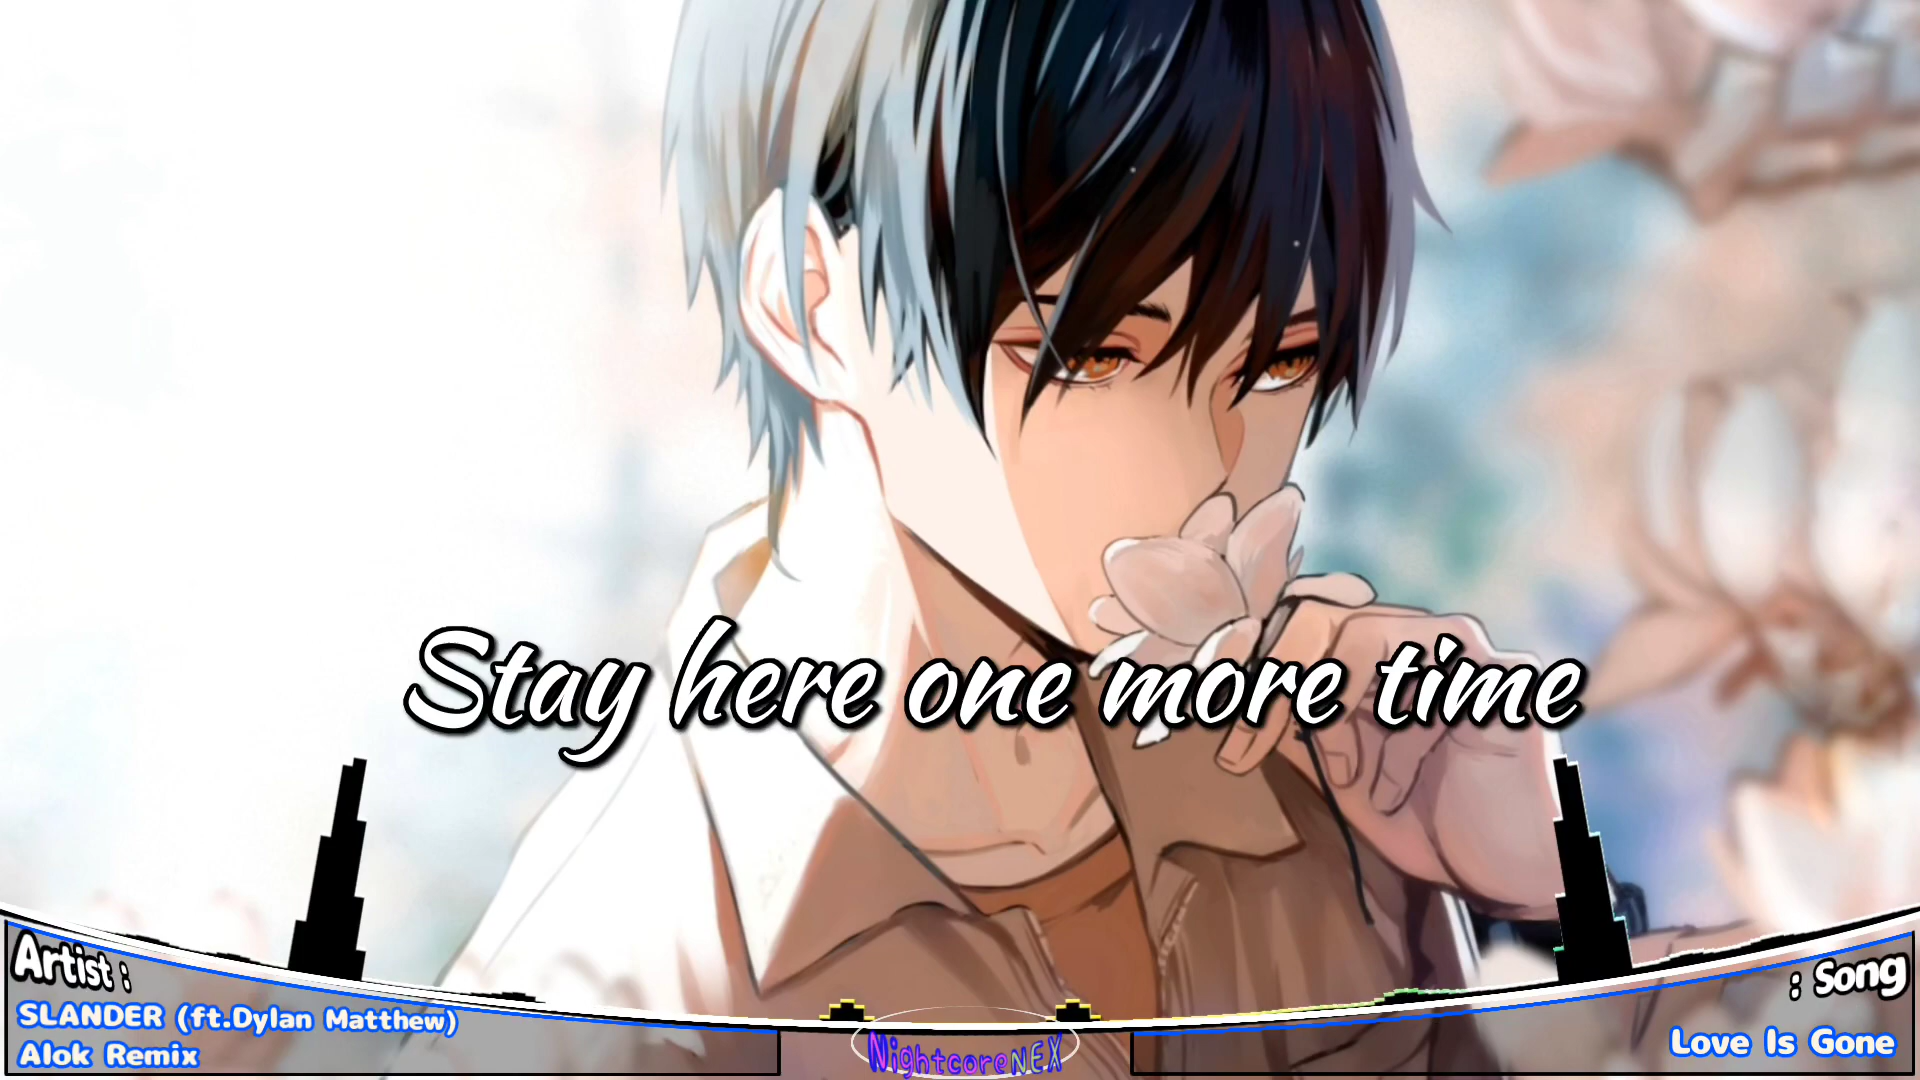 Stay here one more time
Artist :
SLANDER (ft.Dylan Matthew)
Alok Remix
NightcoreNEX
: Song
Love Is Gone